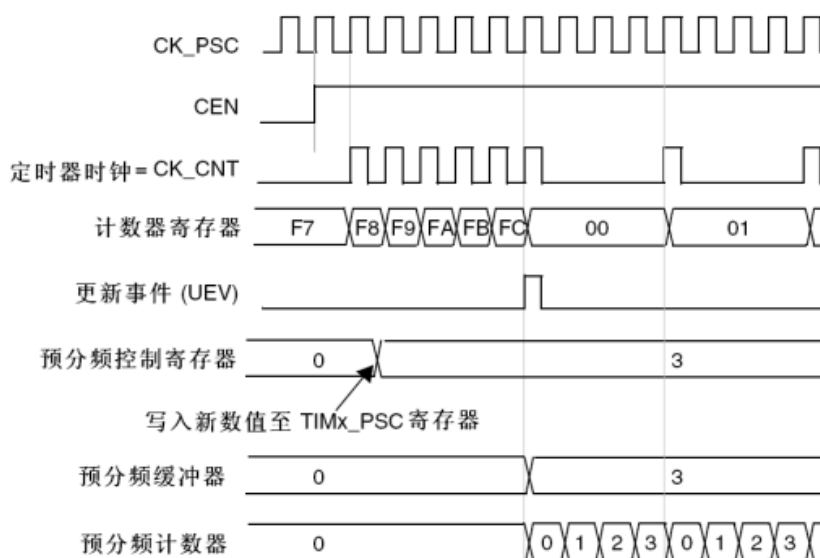 CK_PSC
CEN
定时器时钟= CK_CNT
计数器寄存器 F7 F8 F9 FA FB FC 00 01
更新事件 (UEV)
预分频控制寄存器 0 3
写入新数值至 TIMx_PSC 寄存器
预分频缓冲器 0 3
预分频计数器 0 0 1 2 3 0 1 2 3